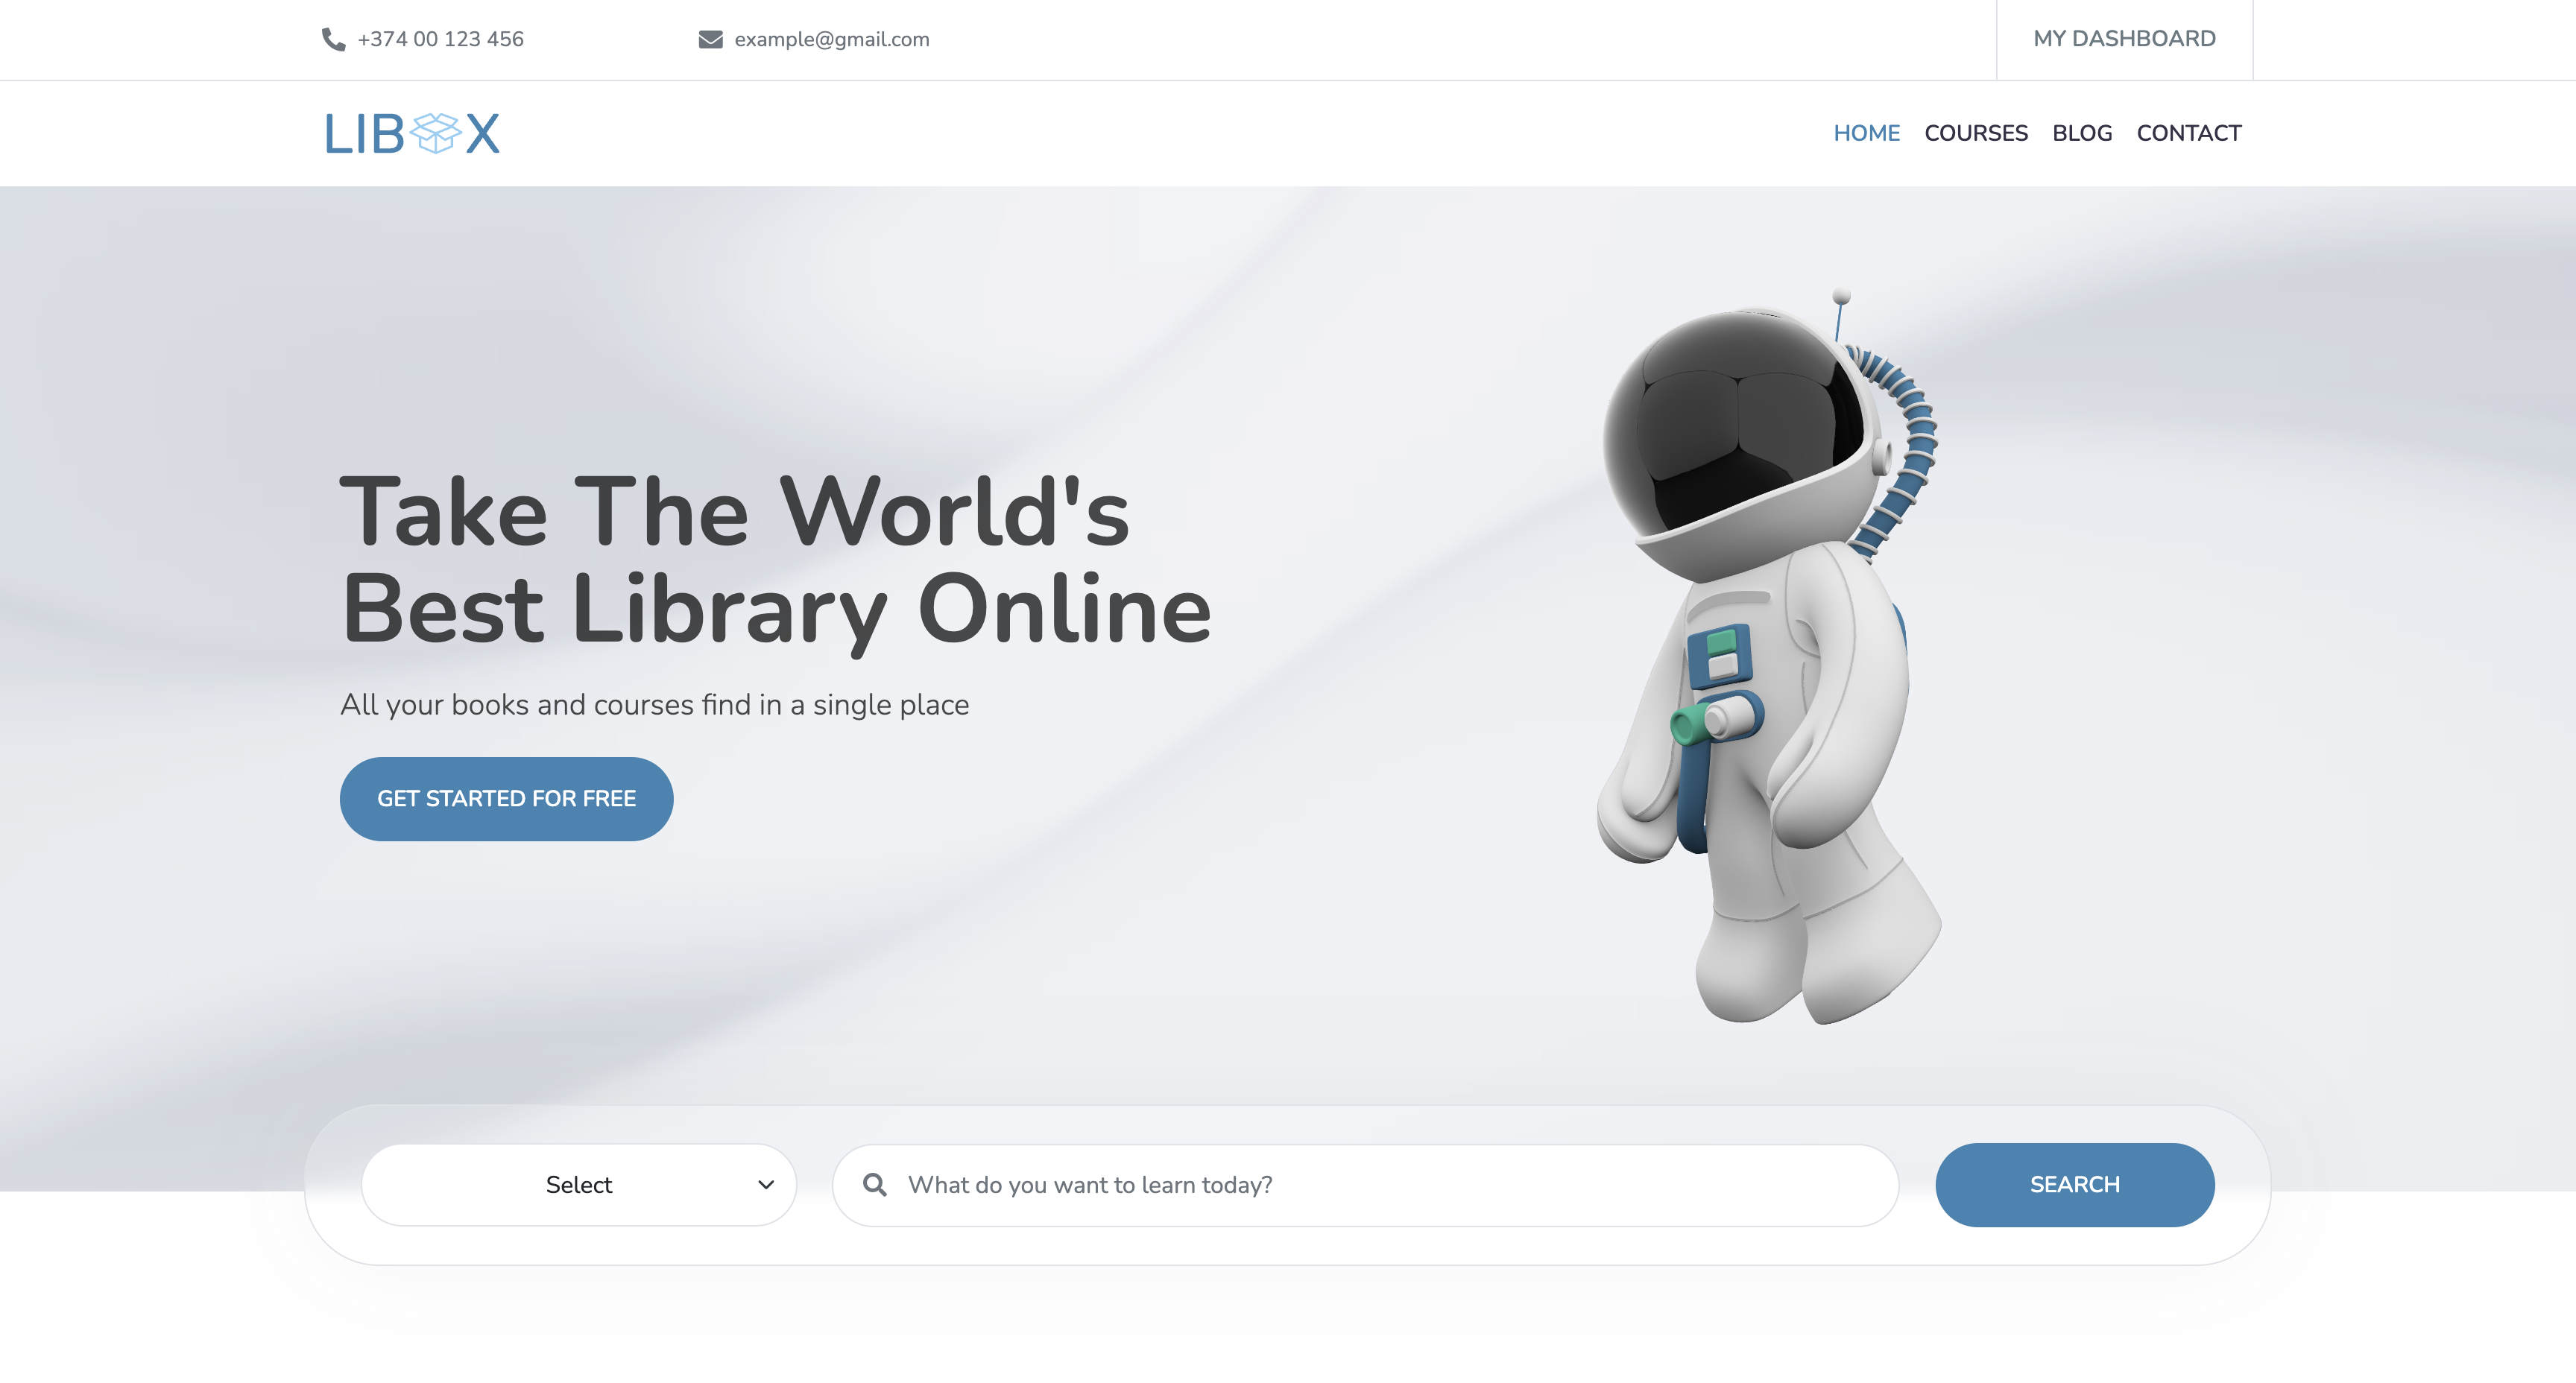 +374 00 123 456
example@gmail.com
MY DASHBOARD
LIBOX
HOME COURSES BLOG CONTACT
Take The World's
Best Library Online
All your books and courses find in a single place
GET STARTED FOR FREE
Select
What do you want to learn today?
SEARCH